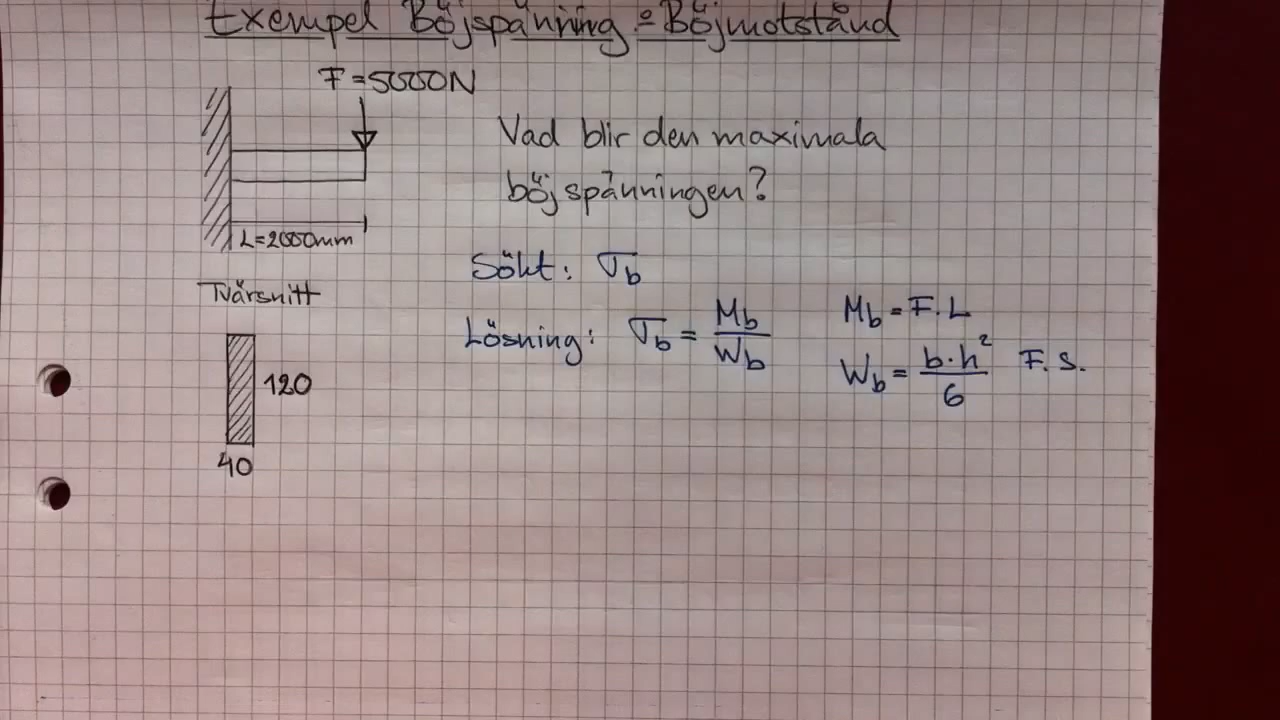 Exempel Böjspänning o Böjmotstånd
F = 5000N
Vad blir den maximala
böjspänningen?
L=2000mm
Sökt: σb
Tvärsnitt
Lösning: σb = Mb / Wb
Mb = F·L
Wb = b·h² / 6 F.S.
120
40